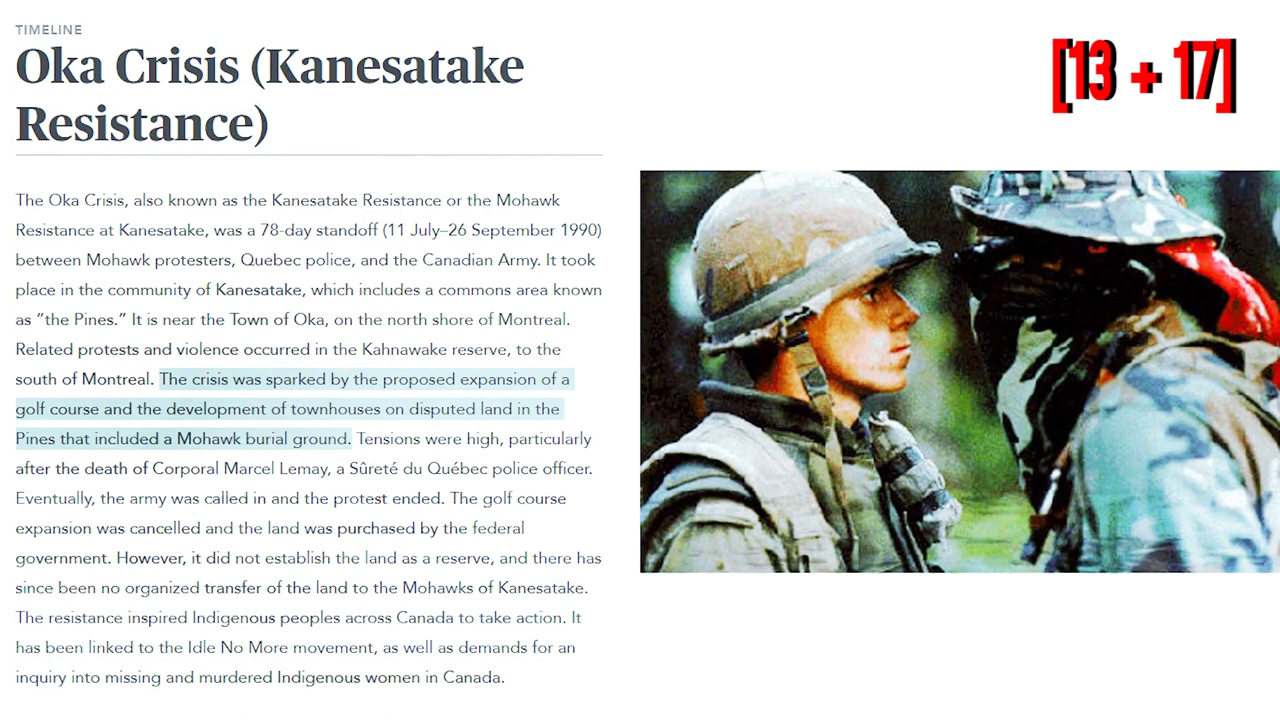 TIMELINE
Oka Crisis (Kanesatake
Resistance)
[13 + 17]
The Oka Crisis, also known as the Kanesatake Resistance or the Mohawk
Resistance at Kanesatake, was a 78-day standoff (11 July–26 September 1990)
between Mohawk protesters, Quebec police, and the Canadian Army. It took
place in the community of Kanesatake, which includes a commons area known
as “the Pines.” It is near the Town of Oka, on the north shore of Montreal.
Related protests and violence occurred in the Kahnawake reserve, to the
south of Montreal. The crisis was sparked by the proposed expansion of a
golf course and the development of townhouses on disputed land in the
Pines that included a Mohawk burial ground. Tensions were high, particularly
after the death of Corporal Marcel Lemay, a Sûreté du Québec police officer.
Eventually, the army was called in and the protest ended. The golf course
expansion was cancelled and the land was purchased by the federal
government. However, it did not establish the land as a reserve, and there has
since been no organized transfer of the land to the Mohawks of Kanesatake.
The resistance inspired Indigenous peoples across Canada to take action. It
has been linked to the Idle No More movement, as well as demands for an
inquiry into missing and murdered Indigenous women in Canada.